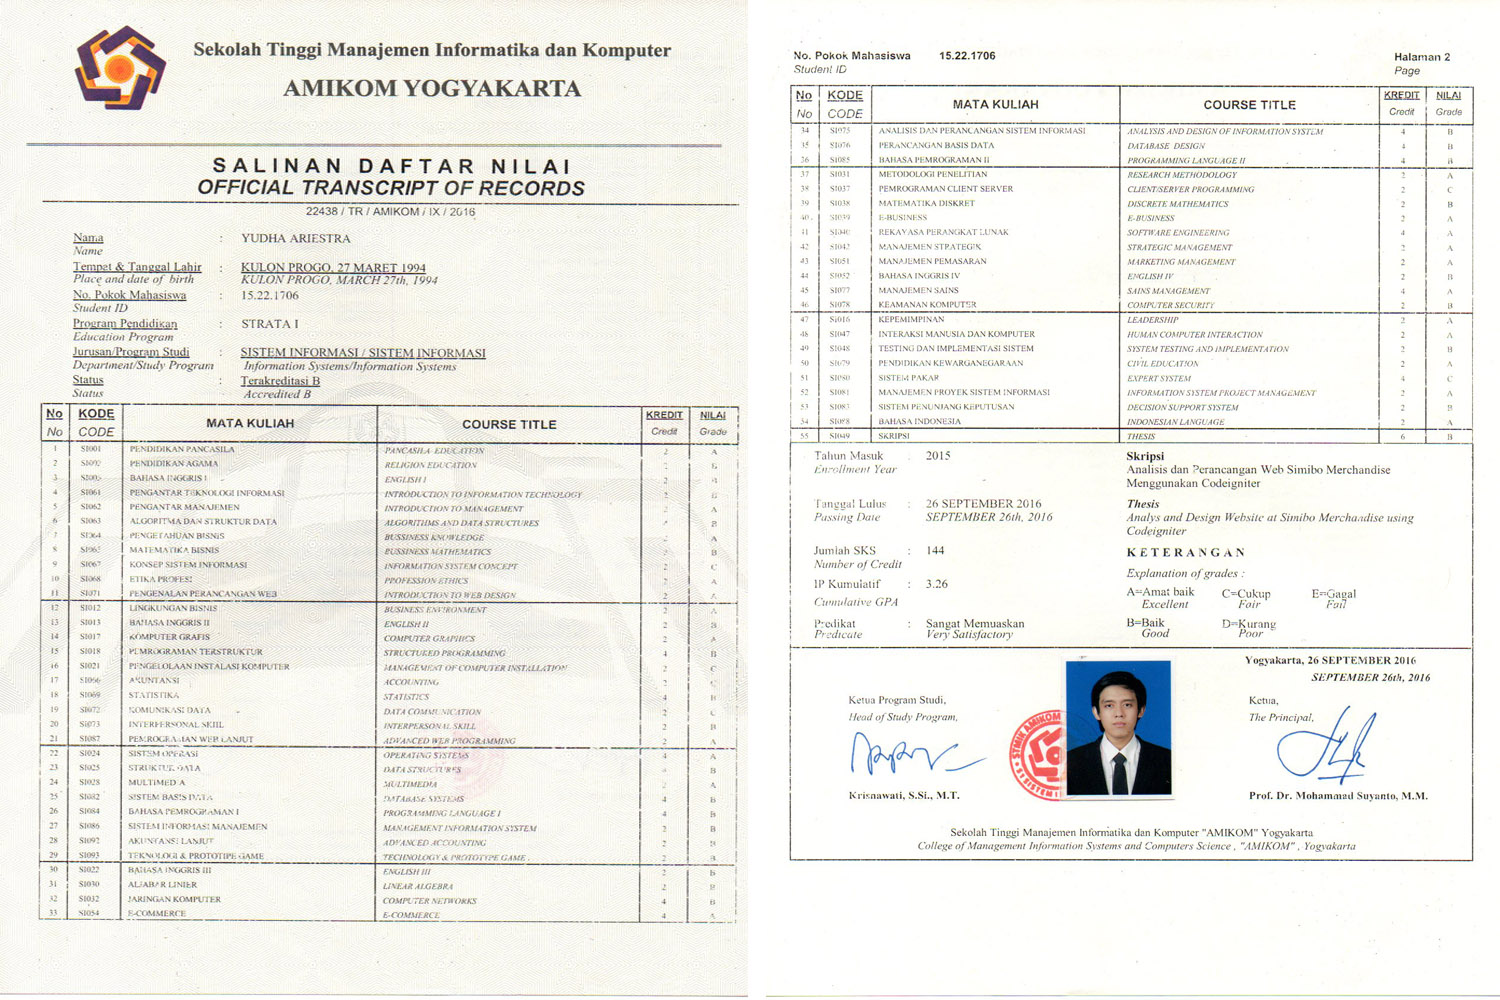 Sekolah Tinggi Manajemen Informatika dan Komputer
AMIKOM YOGYAKARTA
SALINAN DAFTAR NILAI
OFFICIAL TRANSCRIPT OF RECORDS
22438 / TR / AMIKOM / IX / 2016
Nama : YUDHA ARIESTRA
Name
Tempat & Tanggal Lahir : KULON PROGO, 27 MARET 1994
Place and date of birth KULON PROGO, MARCH 27th, 1994
No. Pokok Mahasiswa : 15.22.1706
Student ID
Program Pendidikan : STRATA I
Education Program
Jurusan/Program Studi : SISTEM INFORMASI / SISTEM INFORMASI
Department/Study Program Information Systems/Information Systems
Status : Terakreditasi B
Status Accredited B
No KODE MATA KULIAH COURSE TITLE KREDIT NILAI
No CODE Credit Grade
1 SI001 PENDIDIKAN PANCASILA PANCASILA EDUCATION 2 A
2 PENDIDIKAN AGAMA RELIGION EDUCATION 2
3 BAHASA INGGRIS I ENGLISH I 2
4 SI061 PENGANTAR TEKNOLOGI INFORMASI INTRODUCTION TO INFORMATION TECHNOLOGY 2
5 SI062 PENGANTAR MANAJEMEN INTRODUCTION TO MANAGEMENT 2 A
6 SI063 ALGORITMA DAN STRUKTUR DATA ALGORITHMS AND DATA STRUCTURES B
7 SI064 PENGETAHUAN BISNIS BUSSINESS KNOWLEDGE 2 A
8 SI065 MATEMATIKA BISNIS BUSSINESS MATHEMATICS 2 B
9 SI067 KONSEP SISTEM INFORMASI INFORMATION SYSTEM CONCEPT 2 C
10 SI068 ETIKA PROFESI PROFESSION ETHICS 2 A
11 SI071 PENGENALAN PERANCANGAN WEB INTRODUCTION TO WEB DESIGN 2 A
12 SI012 LINGKUNGAN BISNIS BUSINESS ENVIRONMENT 2 A
13 SI013 BAHASA INGGRIS II ENGLISH II 2 A
14 SI017 KOMPUTER GRAFIS COMPUTER GRAPHICS 2 A
15 SI018 PEMROGRAMAN TERSTRUKTUR STRUCTURED PROGRAMMING 4 B
16 SI021 PENGELOLAAN INSTALASI KOMPUTER MANAGEMENT OF COMPUTER INSTALLATION 2 C
17 SI066 AKUNTANSI ACCOUNTING 2 C
18 SI069 STATISTIKA STATISTICS 4 B
19 SI072 KOMUNIKASI DATA DATA COMMUNICATION 2 C
20 SI073 INTERPERSONAL SKIIL INTERPERSONAL SKILL 2 B
21 SI087 PEMROGRAMAN WEB LANJUT ADVANCED WEB PROGRAMMING 2 A
22 SI024 SISTEM OPERASI OPERATING SYSTEMS 4 A
23 SI025 STRUKTUR DATA DATA STRUCTURES B
24 SI028 MULTIMEDIA MULTIMEDIA 2 A
25 SI082 SISTEM BASIS DATA DATABASE SYSTEMS 4 B
26 SI084 BAHASA PEMROGRAMAN I PROGRAMMING LANGUAGE I 4 B
27 SI086 SISTEM INFORMASI MANAJEMEN MANAGEMENT INFORMATION SYSTEM 2 B
28 SI092 AKUNTANSI LANJUT ADVANCED ACCOUNTING 2 B
29 SI093 TEKNOLOGI & PROTOTIPE GAME TECHNOLOGY & PROTOTYPE GAME 2 B
30 SI022 BAHASA INGGRIS III ENGLISH III 2 B
31 SI030 ALJABAR LINIER LINEAR ALGEBRA 2 B
32 SI032 JARINGAN KOMPUTER COMPUTER NETWORKS 4 B
33 SI054 E-COMMERCE E-COMMERCE 4 A
No. Pokok Mahasiswa 15.22.1706 Halaman 2
Student ID Page
No KODE MATA KULIAH COURSE TITLE KREDIT NILAI
No CODE Credit Grade
34 SI075 ANALISIS DAN PERANCANGAN SISTEM INFORMASI ANALYSIS AND DESIGN OF INFORMATION SYSTEM 4 B
35 SI076 PERANCANGAN BASIS DATA DATABASE DESIGN 4 B
36 SI085 BAHASA PEMROGRAMAN II PROGRAMMING LANGUAGE II 4 B
37 SI031 METODOLOGI PENELITIAN RESEARCH METHODOLOGY 2 A
38 SI037 PEMROGRAMAN CLIENT SERVER CLIENT/SERVER PROGRAMMING 2 C
39 SI038 MATEMATIKA DISKRET DISCRETE MATHEMATICS 2 B
40 SI039 E-BUSINESS E-BUSINESS 2 A
41 SI040 REKAYASA PERANGKAT LUNAK SOFTWARE ENGINEERING 4 A
42 SI042 MANAJEMEN STRATEGIK STRATEGIC MANAGEMENT 2 A
43 SI051 MANAJEMEN PEMASARAN MARKETING MANAGEMENT 2 A
44 SI052 BAHASA INGGRIS IV ENGLISH IV 2 B
45 SI077 MANAJEMEN SAINS SAINS MANAGEMENT 4 A
46 SI078 KEAMANAN KOMPUTER COMPUTER SECURITY 2 B
47 SI016 KEPEMIMPINAN LEADERSHIP 2 A
48 SI047 INTERAKSI MANUSIA DAN KOMPUTER HUMAN COMPUTER INTERACTION 2 A
49 SI048 TESTING DAN IMPLEMENTASI SISTEM SYSTEM TESTING AND IMPLEMENTATION 2 B
50 SI079 PENDIDIKAN KEWARGANEGARAAN CIVIL EDUCATION 2 A
51 SI050 SISTEM PAKAR EXPERT SYSTEM 4 C
52 SI081 MANAJEMEN PROYEK SISTEM INFORMASI INFORMATION SYSTEM PROJECT MANAGEMENT 2 A
53 SI083 SISTEM PENUNJANG KEPUTUSAN DECISION SUPPORT SYSTEM 2 B
54 SI088 BAHASA INDONESIA INDONESIAN LANGUAGE 2 A
55 SI049 SKRIPSI THESIS 6 B
Tahun Masuk : 2015
Enrollment Year
Tanggal Lulus : 26 SEPTEMBER 2016
Passing Date SEPTEMBER 26th, 2016
Jumlah SKS : 144
Number of Credit
IP Kumulatif : 3.26
Cumulative GPA
Predikat : Sangat Memuaskan
Predicate Very Satisfactory
Skripsi
Analisis dan Perancangan Web Simibo Merchandise
Menggunakan Codeigniter
Thesis
Analys and Design Website at Simibo Merchandise using
Codeigniter
KETERANGAN
Explanation of grades :
A=Amat baik C=Cukup E=Gagal
Excellent Fair Fail
B=Baik D=Kurang
Good Poor
Yogyakarta, 26 SEPTEMBER 2016
SEPTEMBER 26th, 2016
Ketua Program Studi,
Head of Study Program,
Krisnawati, S.Si., M.T.
STMIK AMIKOM
S1 SISTEM
Ketua,
The Principal,
Prof. Dr. Mohammad Suyanto, M.M.
Sekolah Tinggi Manajemen Informatika dan Komputer "AMIKOM" Yogyakarta
College of Management Information Systems and Computers Science , "AMIKOM" , Yogyakarta